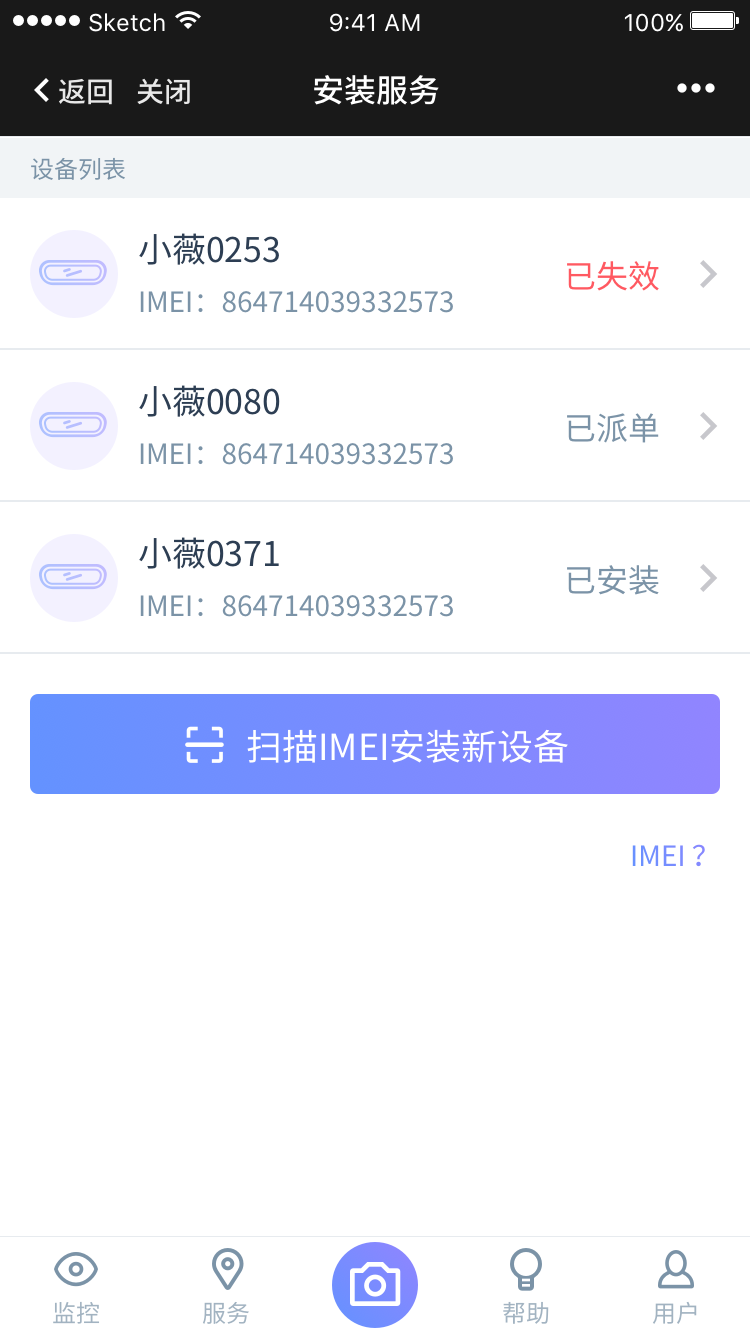 Sketch 9:41 AM 100%
返回 关闭 安装服务
设备列表
小薇0253
IMEI：864714039332573
已失效
小薇0080
IMEI：864714039332573
已派单
小薇0371
IMEI：864714039332573
已安装
扫描IMEI安装新设备
IMEI？
监控 服务 帮助 用户